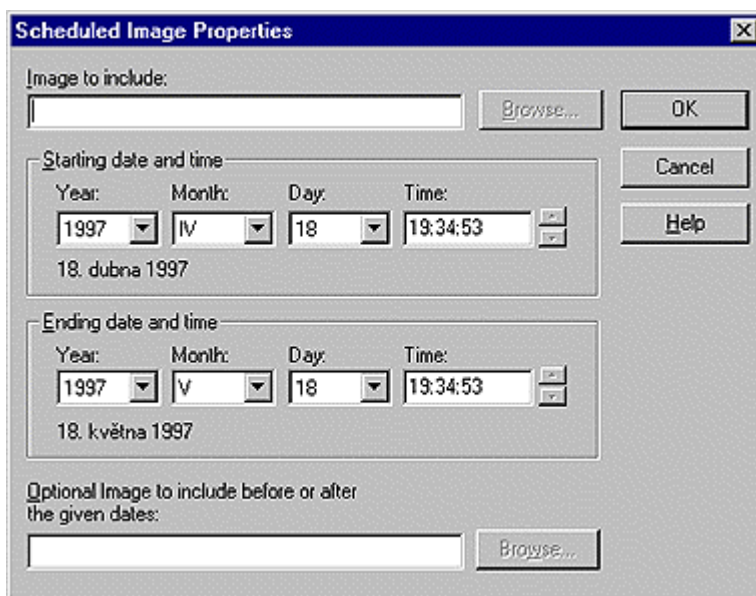 Scheduled Image Properties
Image to include:
Browse...
OK
Cancel
Help
Starting date and time
Year: Month: Day: Time:
1997 IV 18 19:34:53
18. dubna 1997
Ending date and time
Year: Month: Day: Time:
1997 V 18 19:34:53
18. května 1997
Optional Image to include before or after
the given dates:
Browse...